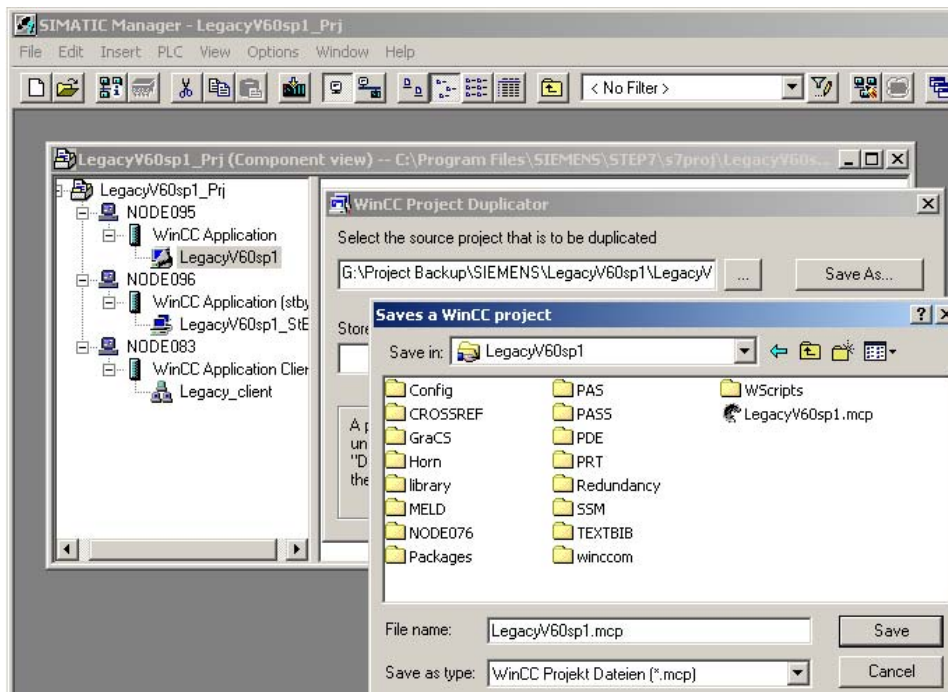 SIMATIC Manager - LegacyV60sp1_Prj
File Edit Insert PLC View Options Window Help
< No Filter >
LegacyV60sp1_Prj (Component view) -- C:\Program Files\SIEMENS\STEP7\s7proj\LegacyV60s...
LegacyV60sp1_Prj
NODE095
WinCC Application
LegacyV60sp1
NODE096
WinCC Application (stby
LegacyV60sp1_StE
NODE083
WinCC Application Clier
Legacy_client
WinCC Project Duplicator
Select the source project that is to be duplicated
G:\Project Backup\SIEMENS\LegacyV60sp1\LegacyV
...
Save As...
Store
A p
un
"D
the
Saves a WinCC project
Save in: LegacyV60sp1
Config
CROSSREF
GraCS
Horn
library
MELD
NODE076
Packages
PAS
PASS
PDE
PRT
Redundancy
SSM
TEXTBIB
winccom
WScripts
LegacyV60sp1.mcp
File name: LegacyV60sp1.mcp Save
Save as type: WinCC Projekt Dateien (*.mcp) Cancel